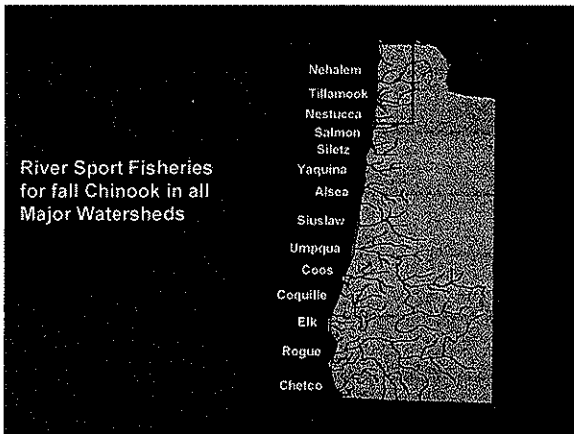 River Sport Fisheries
for fall Chinook in all
Major Watersheds
Nehalem
Tillamook
Nestucca
Salmon
Siletz
Yaquina
Alsea
Siuslaw
Umpqua
Coos
Coquille
Elk
Rogue
Chetco